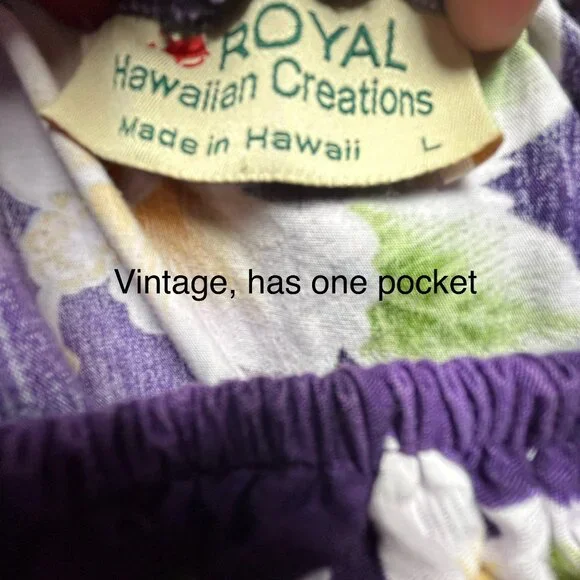 ROYAL
Hawaiian Creations
Made in Hawaii L
Vintage, has one pocket